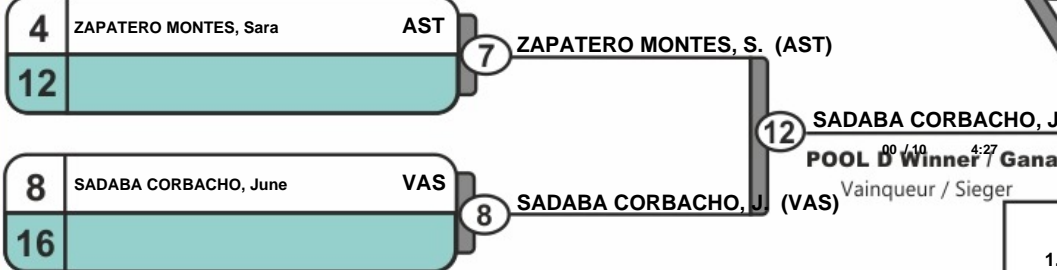 4 ZAPATERO MONTES, Sara AST
12
7
ZAPATERO MONTES, S. (AST)
12
SADABA CORBACHO, J
00 / 10 4:27
POOL D Winner / Gana
Vainqueur / Sieger
8 SADABA CORBACHO, June VAS
16
8
SADABA CORBACHO, J. (VAS)
1.